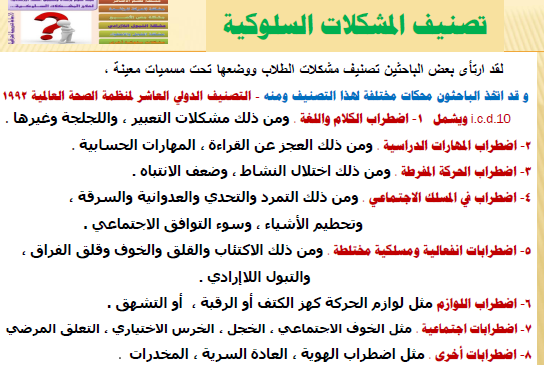 تصنيف المشكلات السلوكية
لقد ارتأى بعض الباحثين تصنيف مشكلات الطلاب ووضعها تحت مسميات معينة ،
و قد اتخذ الباحثون محكات مختلفة لهذا التصنيف ومنه - التصنيف الدولي العاشر لمنظمة الصحة العالمية ١٩٩٢
i.c.d.10 ويشمل ١- اضطراب الكلام واللغة . ومن ذلك مشكلات التعبير ، واللجلجة وغيرها .
٢- اضطراب المهارات الدراسية . ومن ذلك العجز عن القراءة ، المهارات الحسابية .
٣- اضطراب الحركة المفرطة . ومن ذلك اختلال النشاط ، وضعف الانتباه .
٤- اضطراب في المسلك الاجتماعي . ومن ذلك التمرد والتحدي والعدوانية والسرقة ،
وتحطيم الأشياء ، وسوء التوافق الاجتماعي .
٥- اضطرابات انفعالية ومسلكية مختلطة . ومن ذلك الاكتئاب والقلق والخوف وقلق الفراق ،
والتبول اللاإرادي .
٦- اضطراب اللوازم مثل لوازم الحركة كهز الكتف أو الرقبة ، أو التشهق .
٧- اضطرابات اجتماعية . مثل الخوف الاجتماعي ، الخجل ، الخرس الاختياري ، التعلق المرضي
٨- اضطرابات أخرى . مثل اضطراب الهوية ، العادة السرية ، المخدرات .